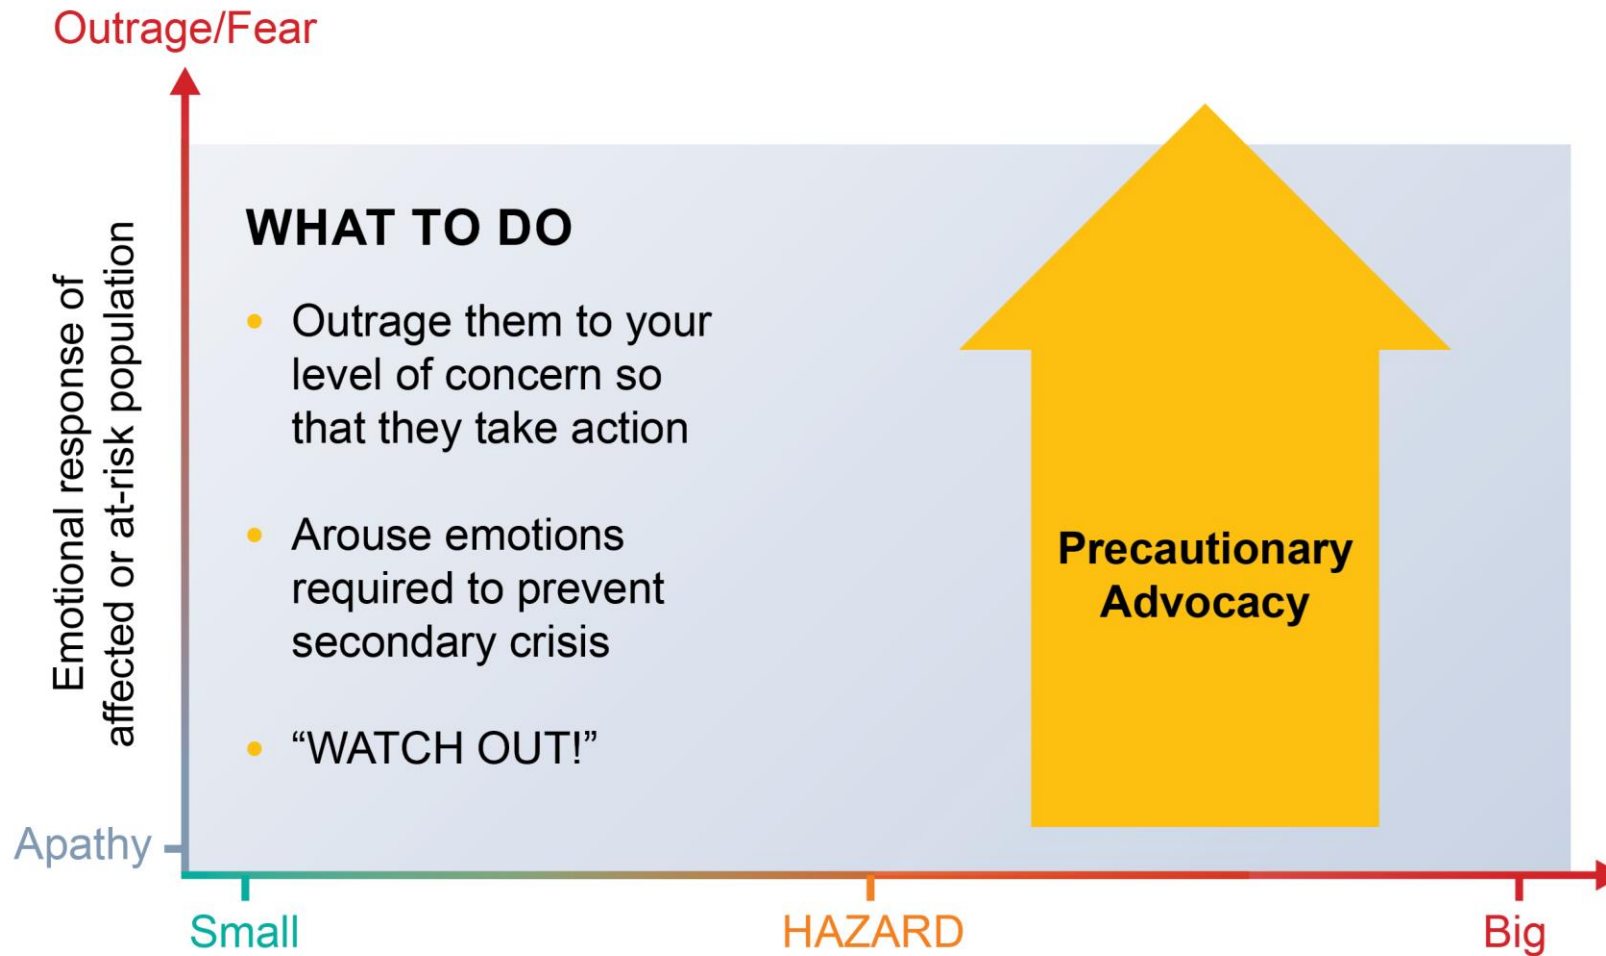 Outrage/Fear
Emotional response of
affected or at-risk population
WHAT TO DO
• Outrage them to your
level of concern so
that they take action
• Arouse emotions
required to prevent
secondary crisis
• “WATCH OUT!”
Precautionary
Advocacy
Apathy
Small
HAZARD
Big